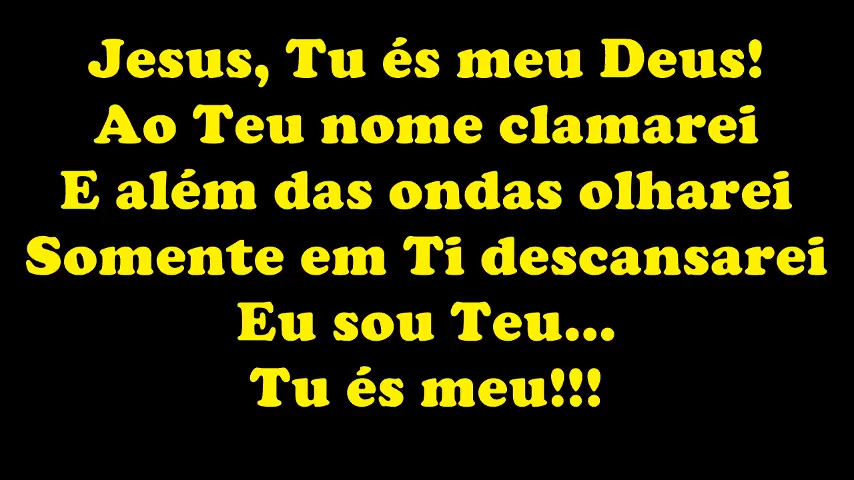 Jesus, Tu és meu Deus!
Ao Teu nome clamarei
E além das ondas olharei
Somente em Ti descansarei
Eu sou Teu...
Tu és meu!!!